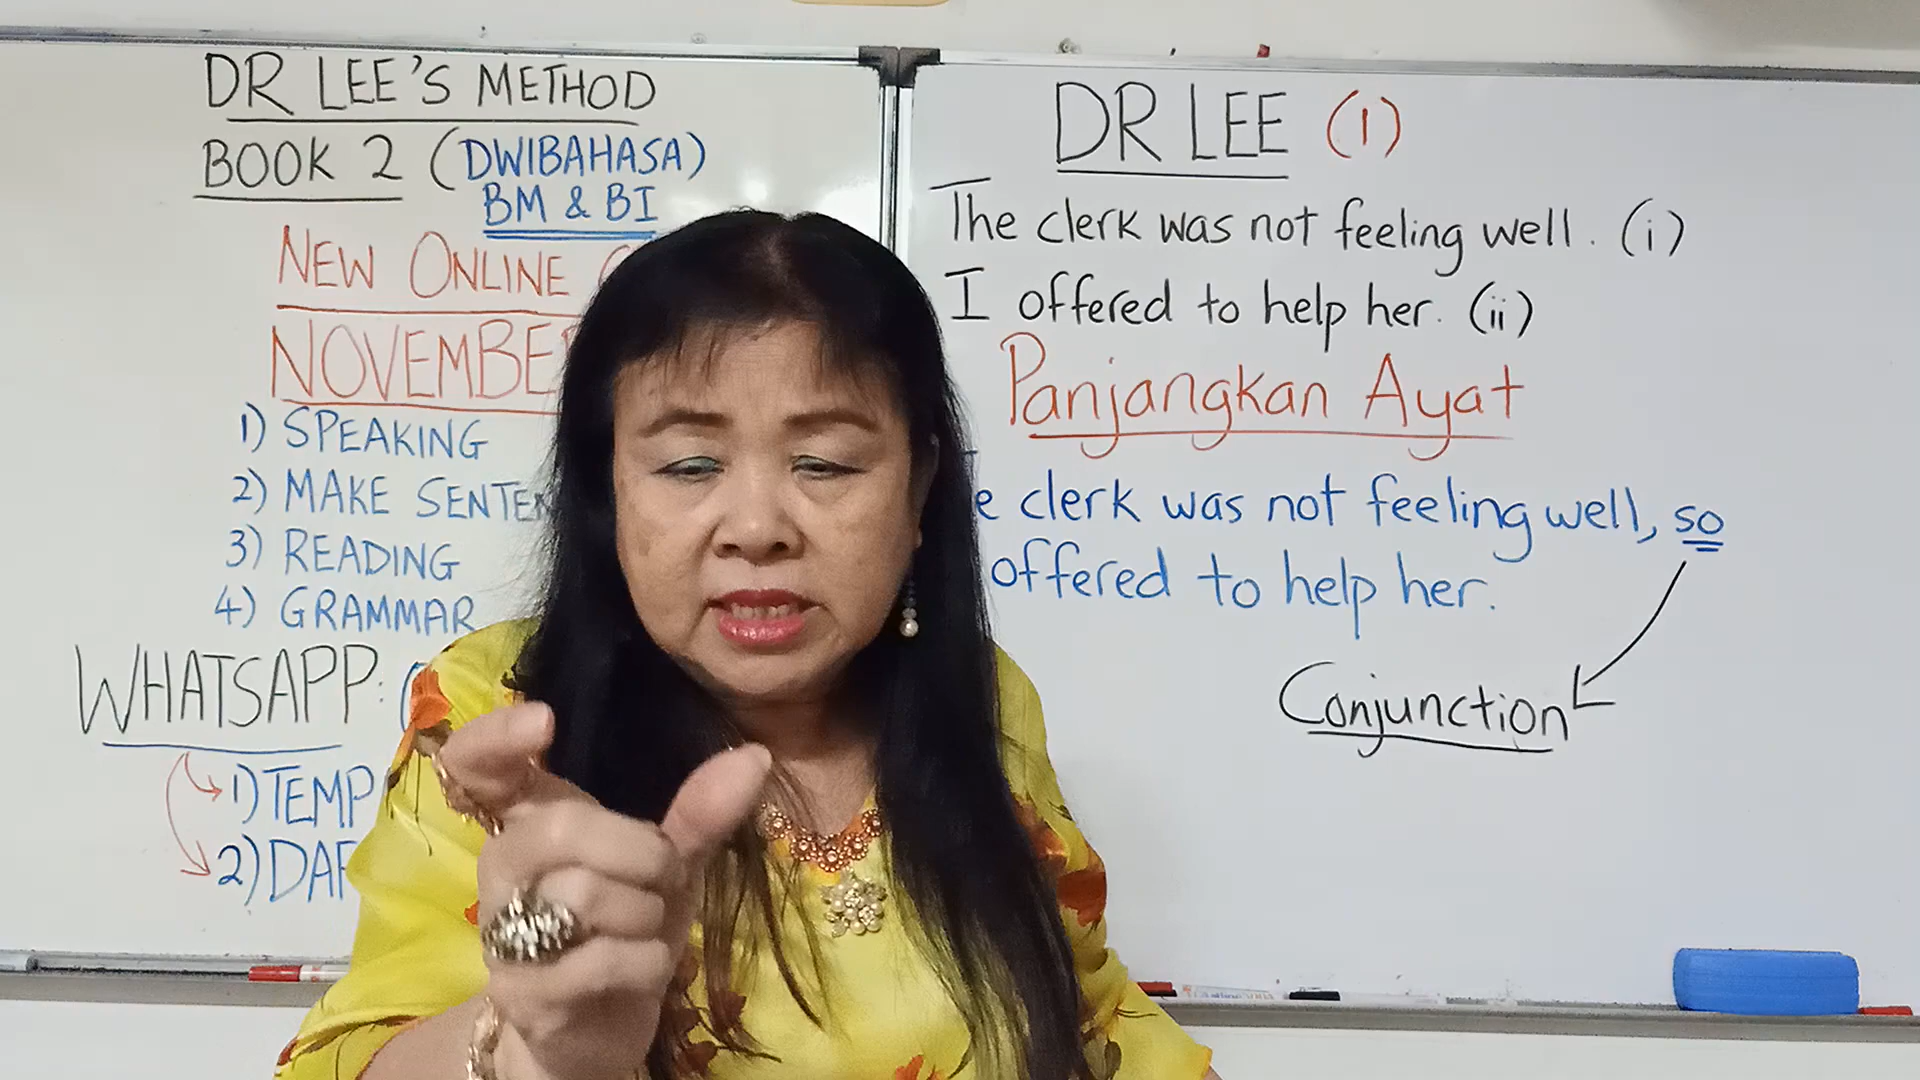 DR LEE'S METHOD
BOOK 2 (DWIBAHASA)
BM & BI
NEW ONLINE
NOVEMBE
1) SPEAKING
2) MAKE SENTEN
3) READING
4) GRAMMAR
WHATSAPP: (
1) TEMP
2) DAF
DR LEE (1)
The clerk was not feeling well. (i)
I offered to help her. (ii)
Panjangkan Ayat
e clerk was not feeling well, so
offered to help her.
Conjunction